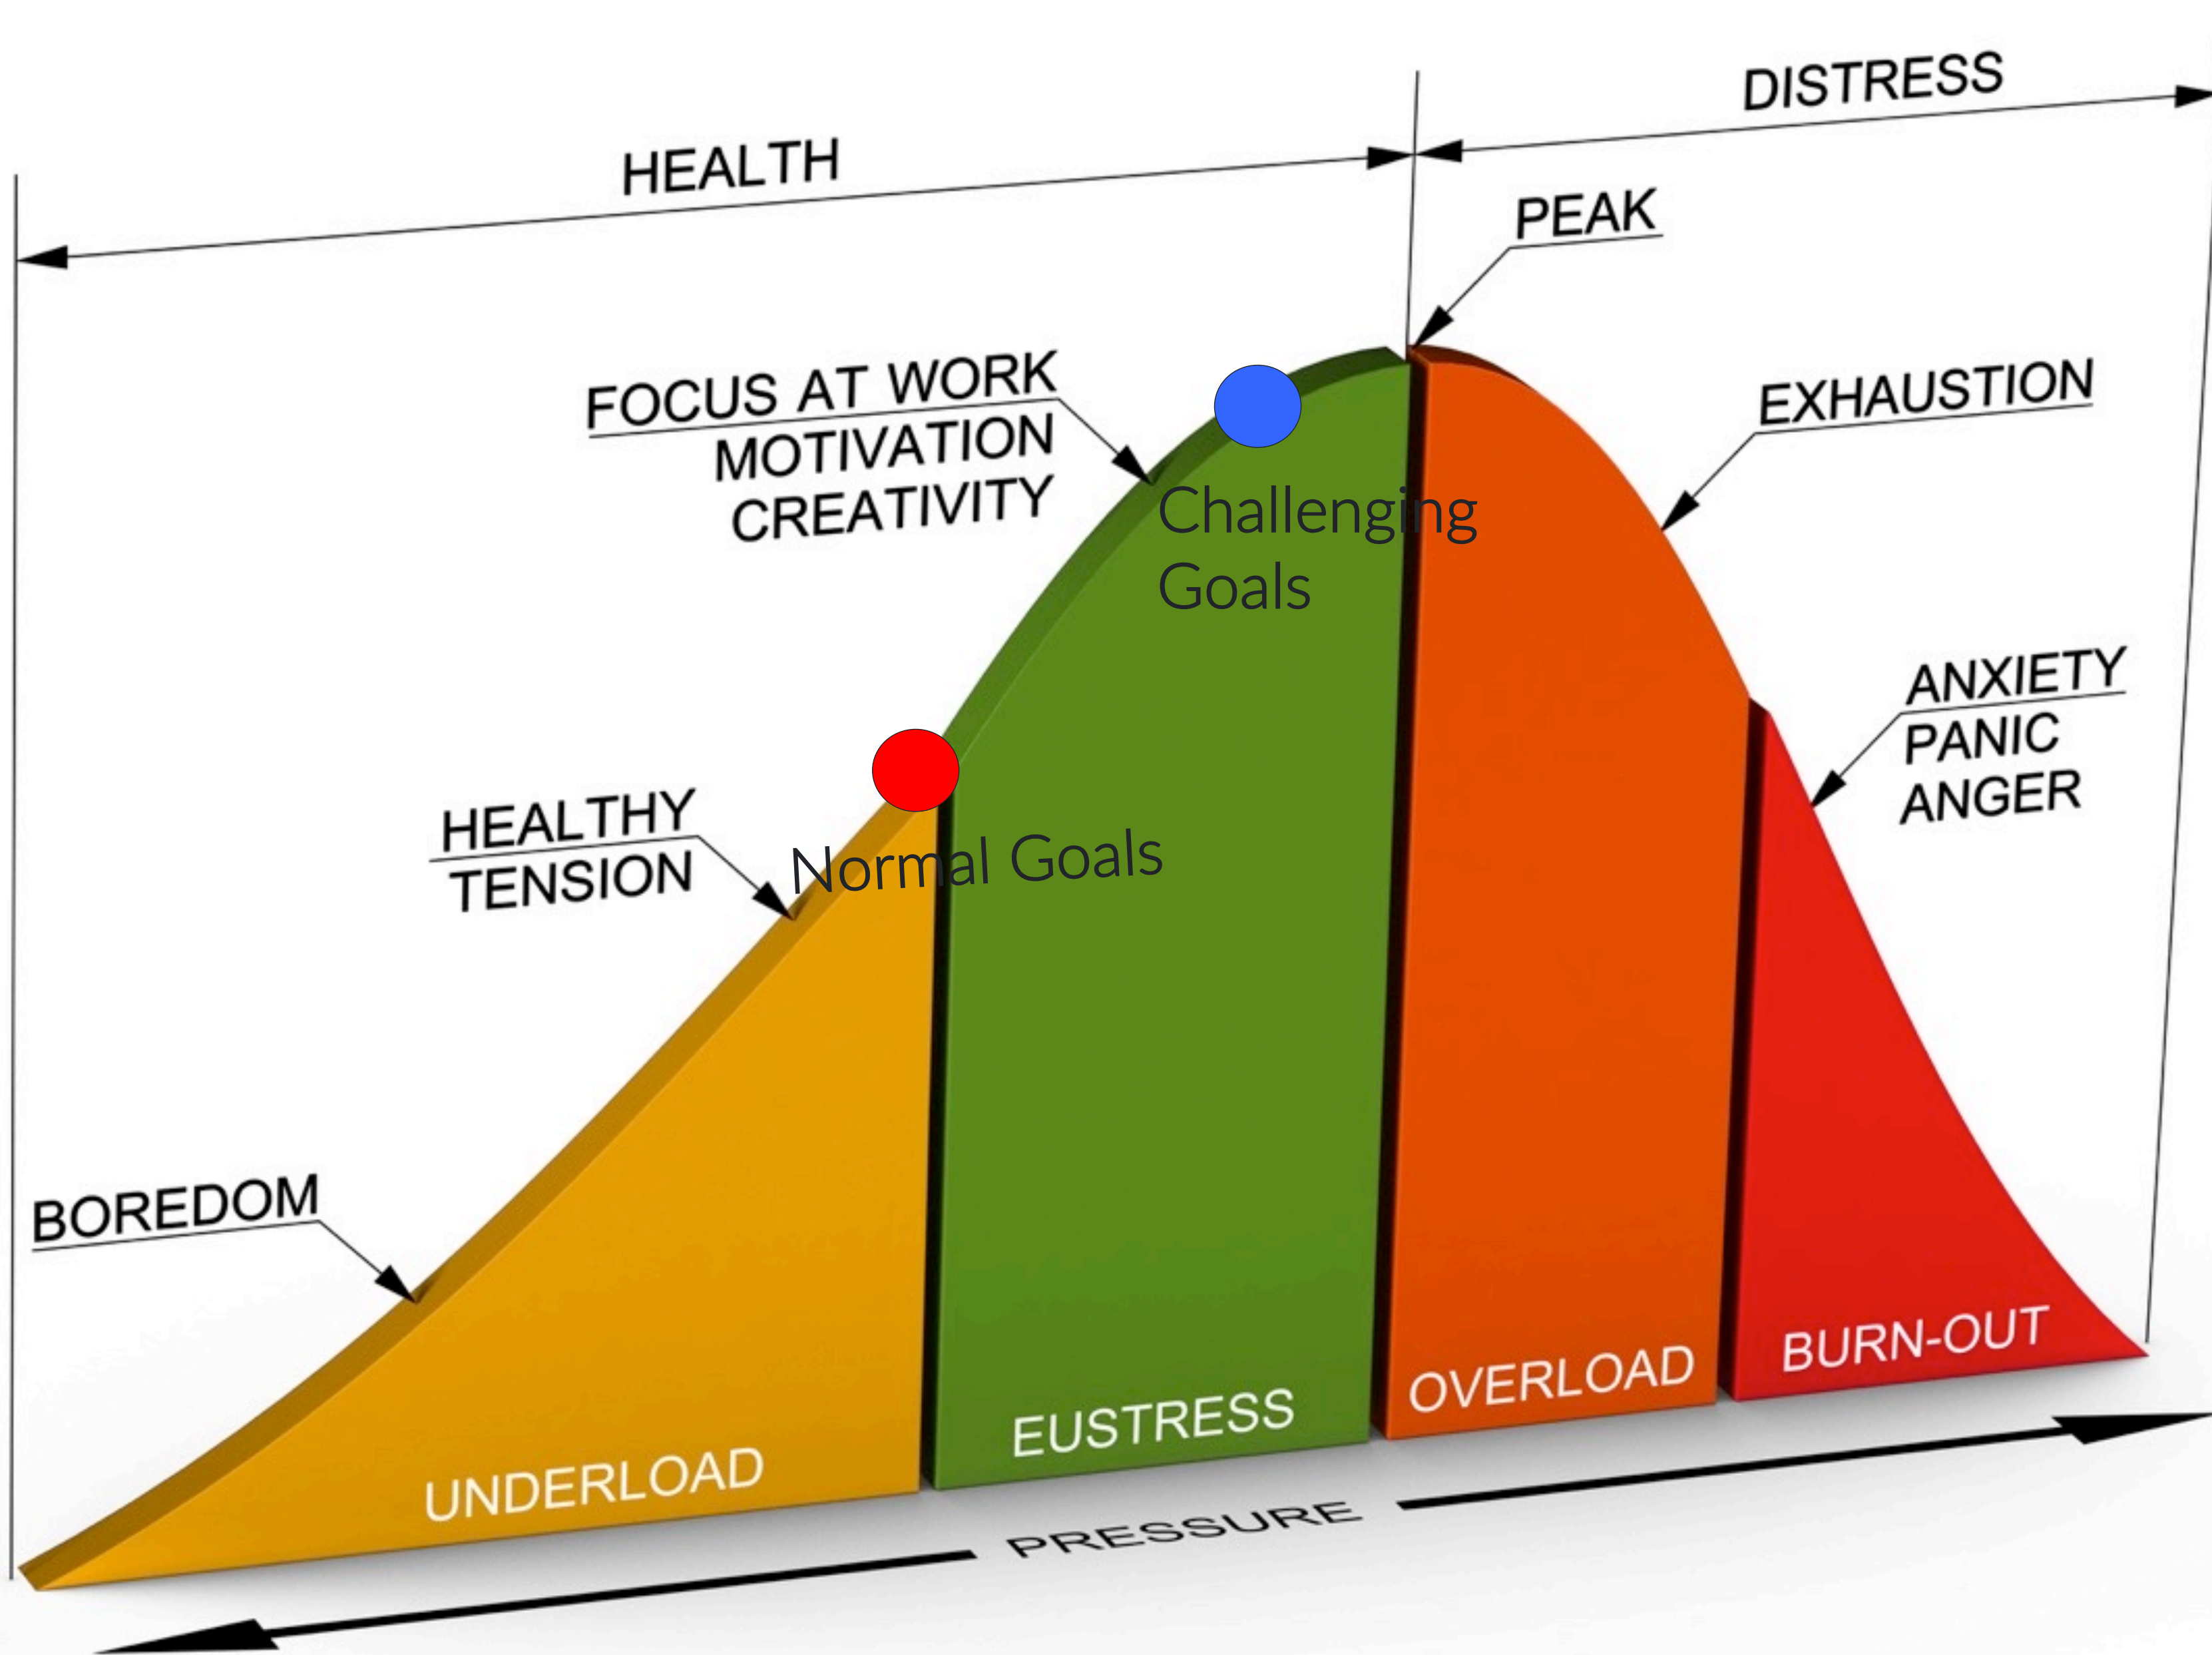 DISTRESS
HEALTH
PEAK
FOCUS AT WORK
MOTIVATION
CREATIVITY
EXHAUSTION
Challenging
Goals
ANXIETY
PANIC
ANGER
HEALTHY
TENSION
Normal Goals
BOREDOM
UNDERLOAD
EUSTRESS
OVERLOAD
BURN-OUT
PRESSURE